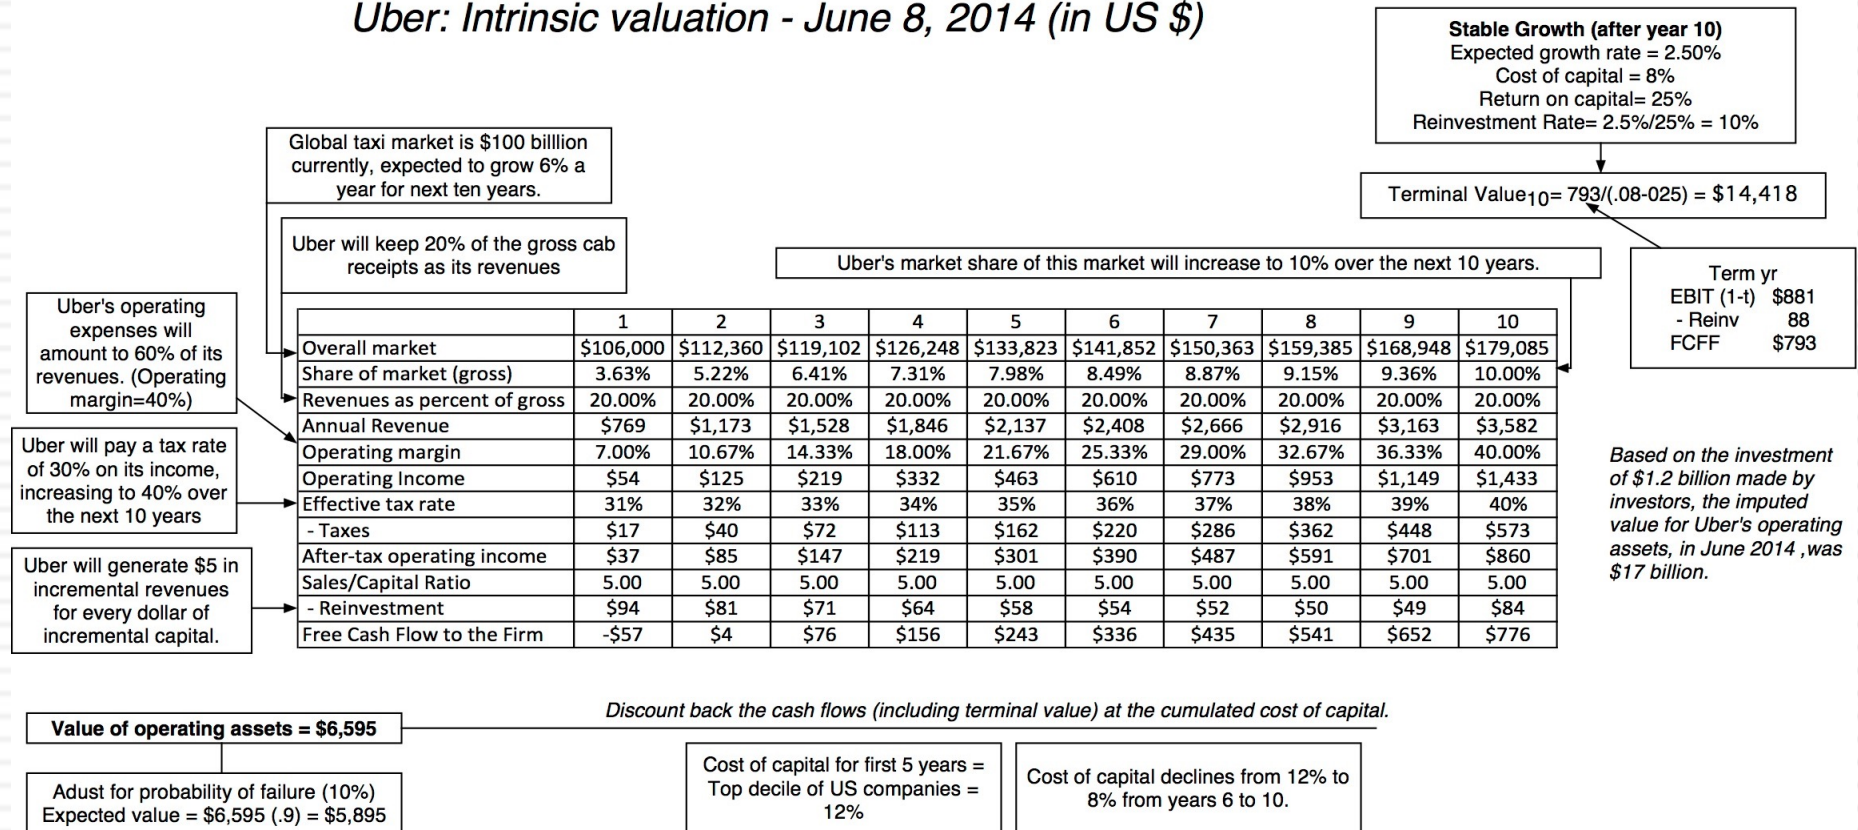 Uber: Intrinsic valuation - June 8, 2014 (in US $)
Stable Growth (after year 10)
Expected growth rate = 2.50%
Cost of capital = 8%
Return on capital= 25%
Reinvestment Rate= 2.5%/25% = 10%
Global taxi market is $100 billlion
currently, expected to grow 6% a
year for next ten years.
Terminal Value10= 793/(.08-025) = $14,418
Uber will keep 20% of the gross cab
receipts as its revenues
Uber's market share of this market will increase to 10% over the next 10 years.
Term yr
EBIT (1-t) $881
- Reinv 88
FCFF $793
Uber's operating
expenses will
amount to 60% of its
revenues. (Operating
margin=40%)
Uber will pay a tax rate
of 30% on its income,
increasing to 40% over
the next 10 years
Uber will generate $5 in
incremental revenues
for every dollar of
incremental capital.
1 2 3 4 5 6 7 8 9 10
Overall market $106,000 $112,360 $119,102 $126,248 $133,823 $141,852 $150,363 $159,385 $168,948 $179,085
Share of market (gross) 3.63% 5.22% 6.41% 7.31% 7.98% 8.49% 8.87% 9.15% 9.36% 10.00%
Revenues as percent of gross 20.00% 20.00% 20.00% 20.00% 20.00% 20.00% 20.00% 20.00% 20.00% 20.00%
Annual Revenue $769 $1,173 $1,528 $1,846 $2,137 $2,408 $2,666 $2,916 $3,163 $3,582
Operating margin 7.00% 10.67% 14.33% 18.00% 21.67% 25.33% 29.00% 32.67% 36.33% 40.00%
Operating Income $54 $125 $219 $332 $463 $610 $773 $953 $1,149 $1,433
Effective tax rate 31% 32% 33% 34% 35% 36% 37% 38% 39% 40%
- Taxes $17 $40 $72 $113 $162 $220 $286 $362 $448 $573
After-tax operating income $37 $85 $147 $219 $301 $390 $487 $591 $701 $860
Sales/Capital Ratio 5.00 5.00 5.00 5.00 5.00 5.00 5.00 5.00 5.00 5.00
- Reinvestment $94 $81 $71 $64 $58 $54 $52 $50 $49 $84
Free Cash Flow to the Firm -$57 $4 $76 $156 $243 $336 $435 $541 $652 $776
Based on the investment
of $1.2 billion made by
investors, the imputed
value for Uber's operating
assets, in June 2014 ,was
$17 billion.
Discount back the cash flows (including terminal value) at the cumulated cost of capital.
Value of operating assets = $6,595
Adust for probability of failure (10%)
Expected value = $6,595 (.9) = $5,895
Cost of capital for first 5 years =
Top decile of US companies =
12%
Cost of capital declines from 12% to
8% from years 6 to 10.